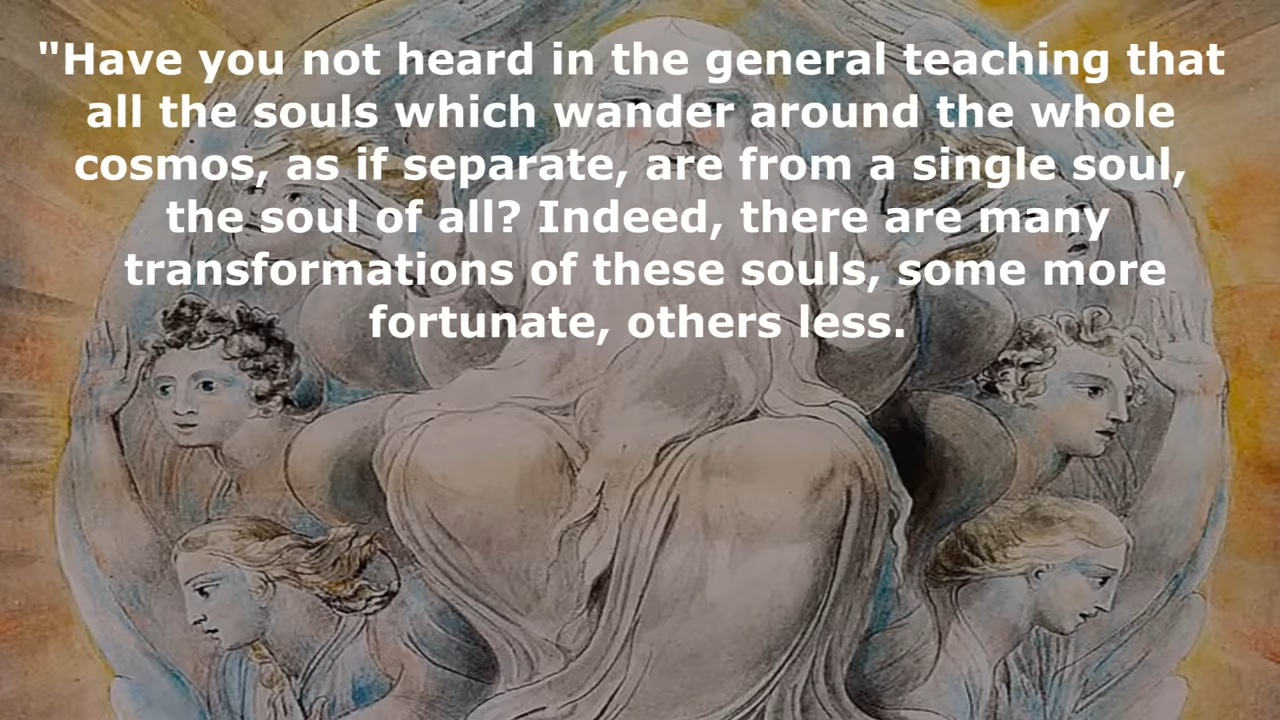 "Have you not heard in the general teaching that
all the souls which wander around the whole
cosmos, as if separate, are from a single soul,
the soul of all? Indeed, there are many
transformations of these souls, some more
fortunate, others less.